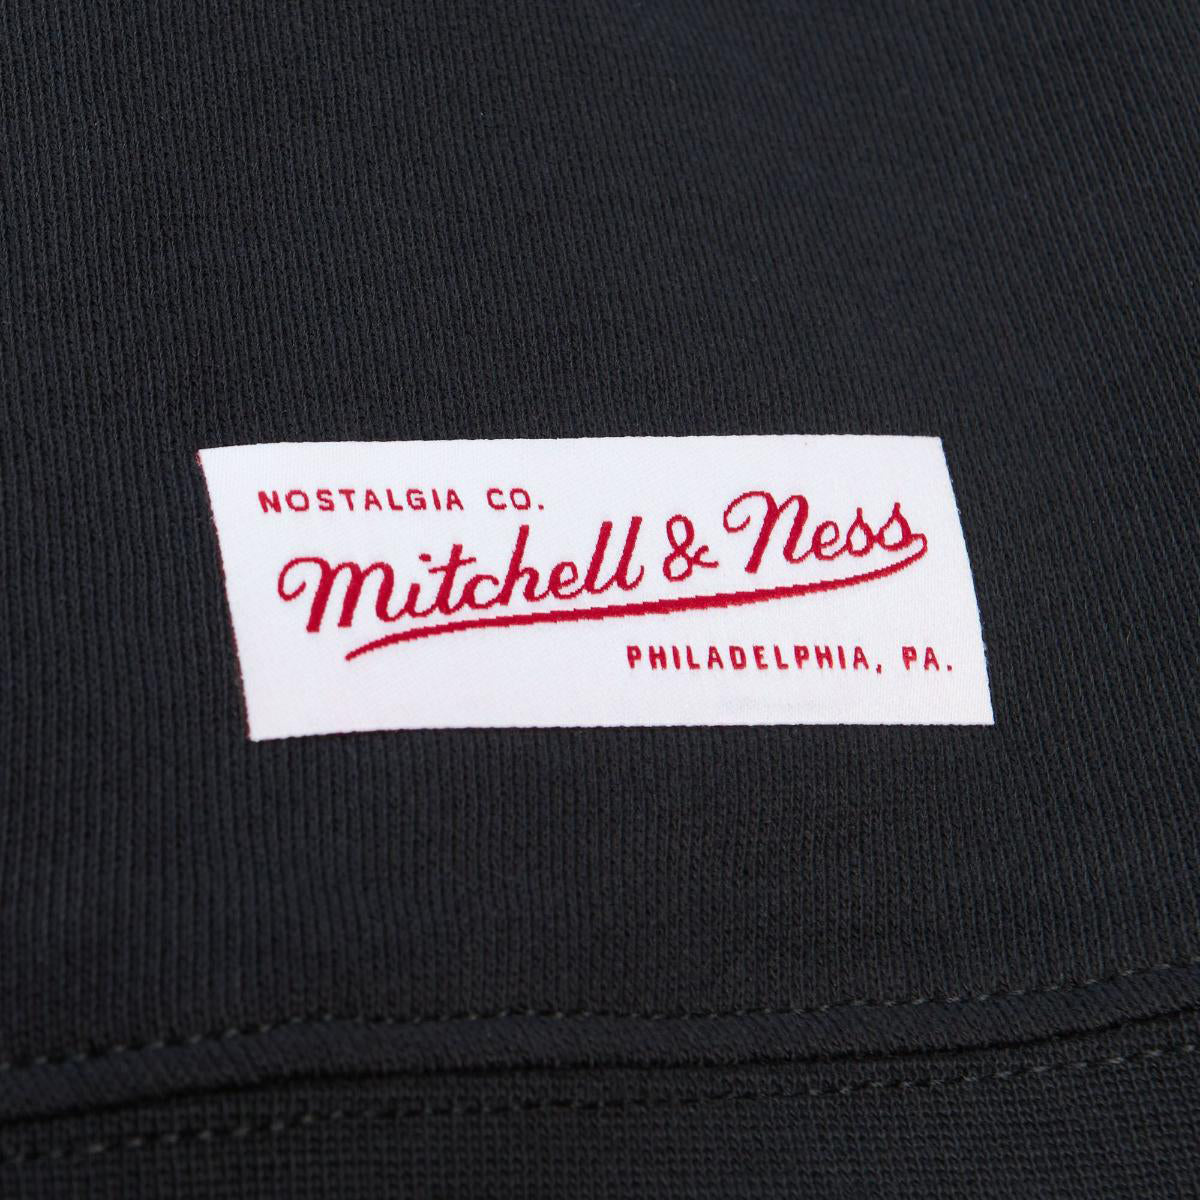 NOSTALGIA CO.
Mitchell & Ness
PHILADELPHIA, PA.